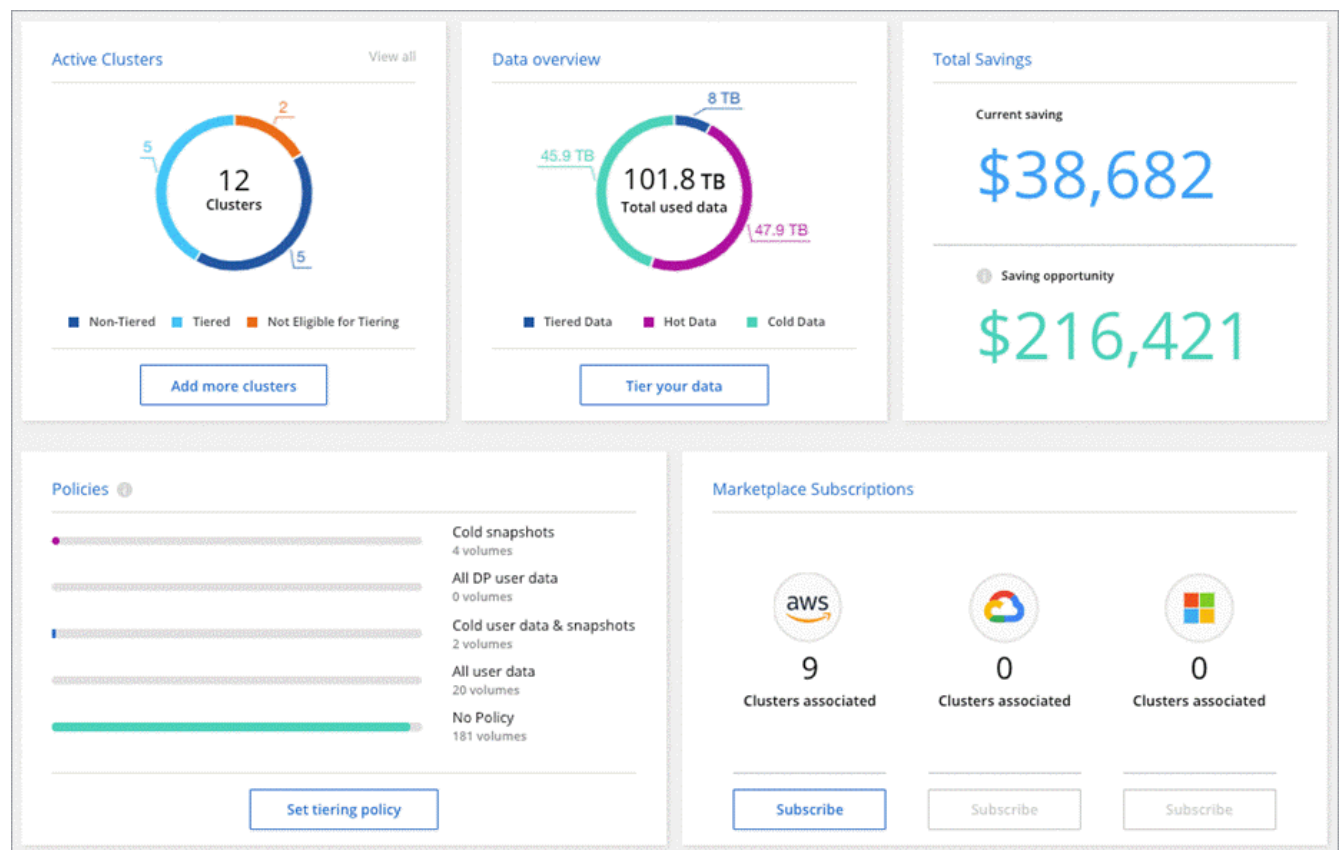 Active Clusters
View all
2
5
12
Clusters
5
Non-Tiered
Tiered
Not Eligible for Tiering
Add more clusters
Data overview
8 TB
45.9 TB
101.8 TB
Total used data
47.9 TB
Tiered Data
Hot Data
Cold Data
Tier your data
Total Savings
Current saving
$38,682
Saving opportunity
$216,421
Policies
Cold snapshots
4 volumes
All DP user data
0 volumes
Cold user data & snapshots
2 volumes
All user data
20 volumes
No Policy
181 volumes
Set tiering policy
Marketplace Subscriptions
aws
9
Clusters associated
Subscribe
0
Clusters associated
Subscribe
0
Clusters associated
Subscribe